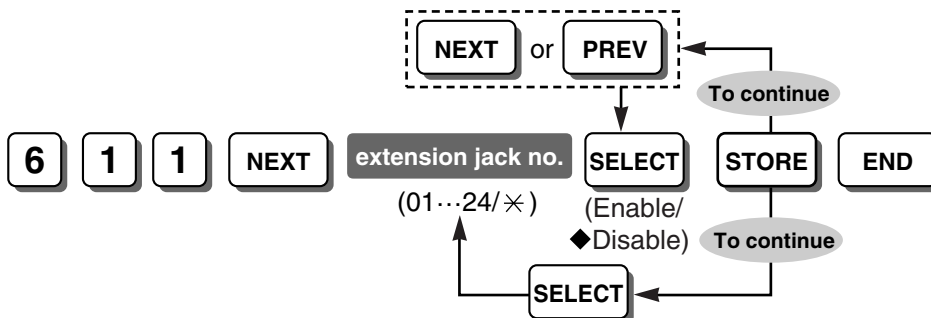 NEXT or PREV
To continue
6 1 1 NEXT extension jack no. SELECT STORE END
(01···24/✳)
(Enable/
◆Disable)
To continue
SELECT